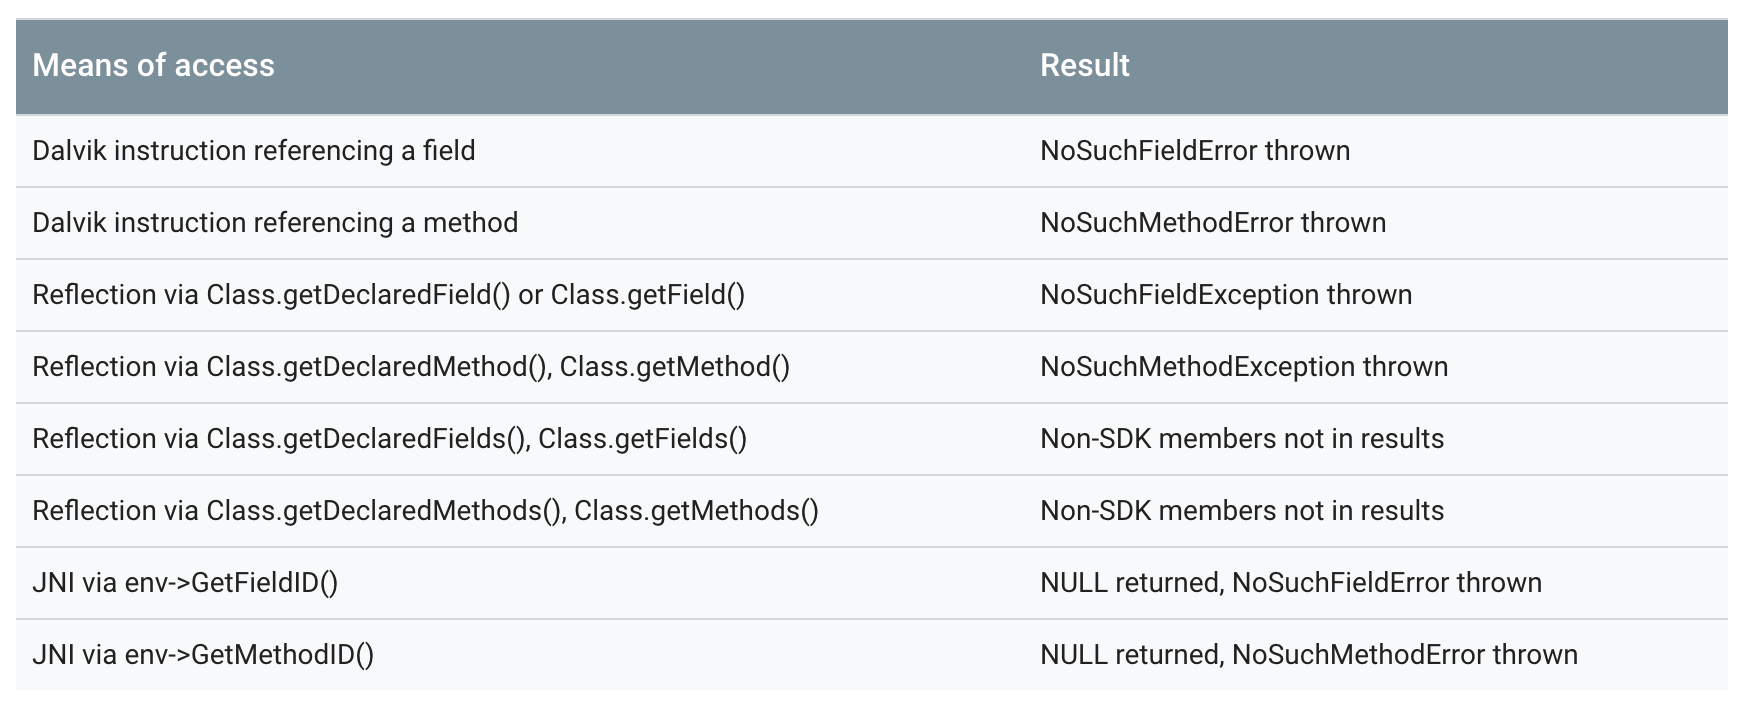 Means of access Result
Dalvik instruction referencing a field NoSuchFieldError thrown
Dalvik instruction referencing a method NoSuchMethodError thrown
Reflection via Class.getDeclaredField() or Class.getField() NoSuchFieldException thrown
Reflection via Class.getDeclaredMethod(), Class.getMethod() NoSuchMethodException thrown
Reflection via Class.getDeclaredFields(), Class.getFields() Non-SDK members not in results
Reflection via Class.getDeclaredMethods(), Class.getMethods() Non-SDK members not in results
JNI via env->GetFieldID() NULL returned, NoSuchFieldError thrown
JNI via env->GetMethodID() NULL returned, NoSuchMethodError thrown